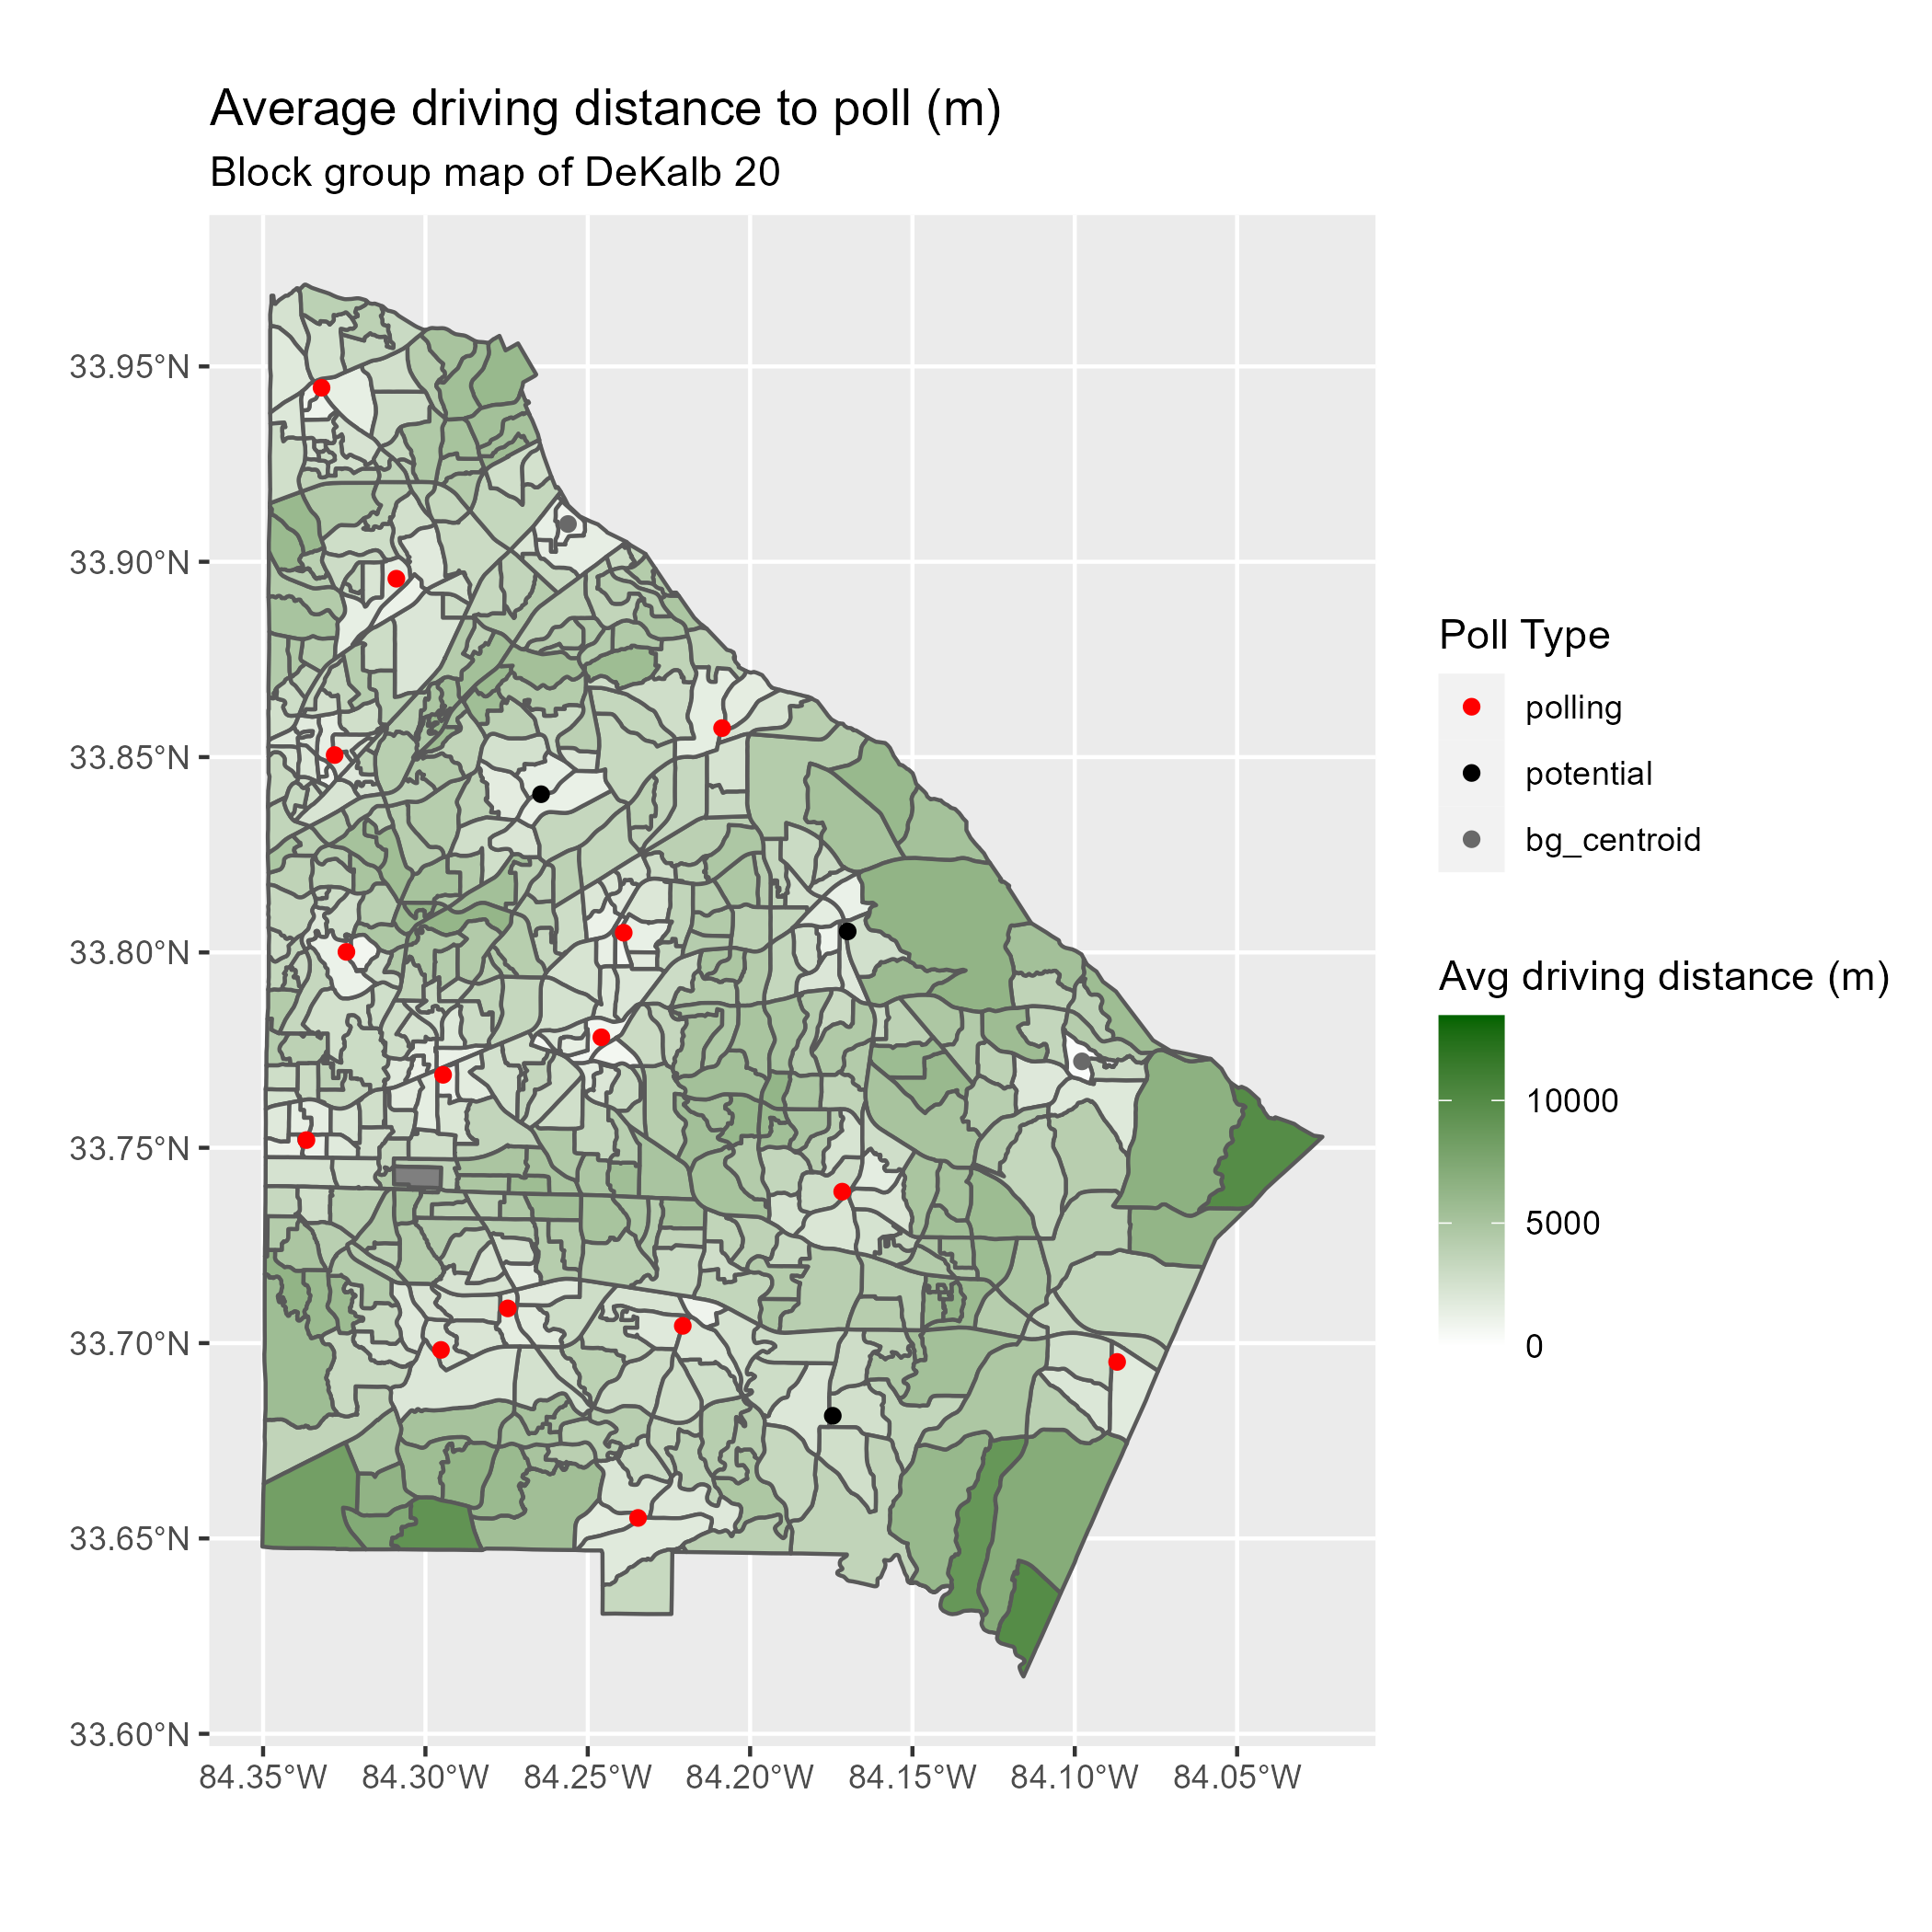 Average driving distance to poll (m)
Block group map of DeKalb 20
33.95°N
33.90°N
33.85°N
33.80°N
33.75°N
33.70°N
33.65°N
33.60°N
84.35°W 84.30°W 84.25°W 84.20°W 84.15°W 84.10°W 84.05°W
Poll Type
polling
potential
bg_centroid
Avg driving distance (m)
10000
5000
0